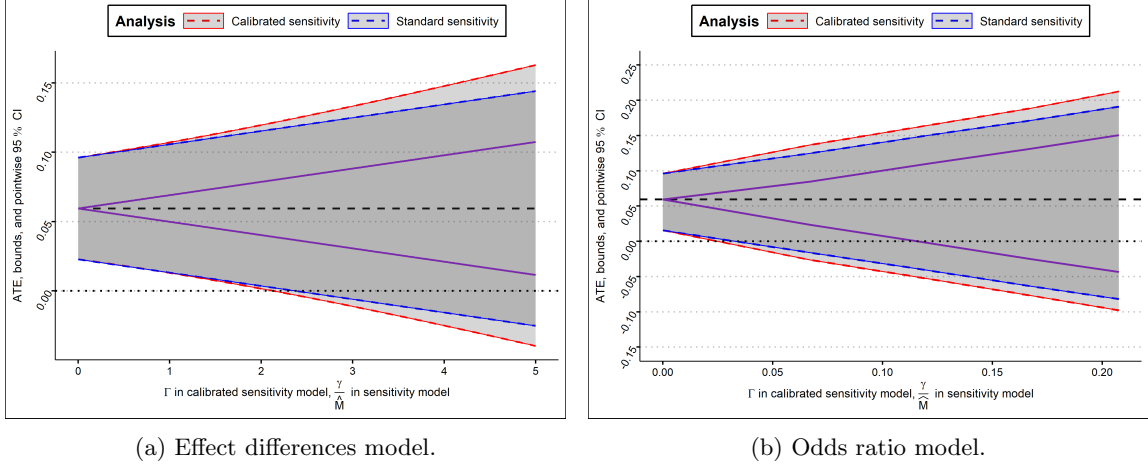 Analysis Calibrated sensitivity Standard sensitivity
ATE, bounds, and pointwise 95 % CI
0.15
0.10
0.05
0.00
0 1 2 3 4 5
Γ in calibrated sensitivity model, γ/M̂ in sensitivity model
(a) Effect differences model.
Analysis Calibrated sensitivity Standard sensitivity
ATE, bounds, and pointwise 95 % CI
0.25
0.20
0.15
0.10
0.05
0.00
-0.05
-0.10
-0.15
0.00 0.05 0.10 0.15 0.20
Γ in calibrated sensitivity model, γ/M̂ in sensitivity model
(b) Odds ratio model.